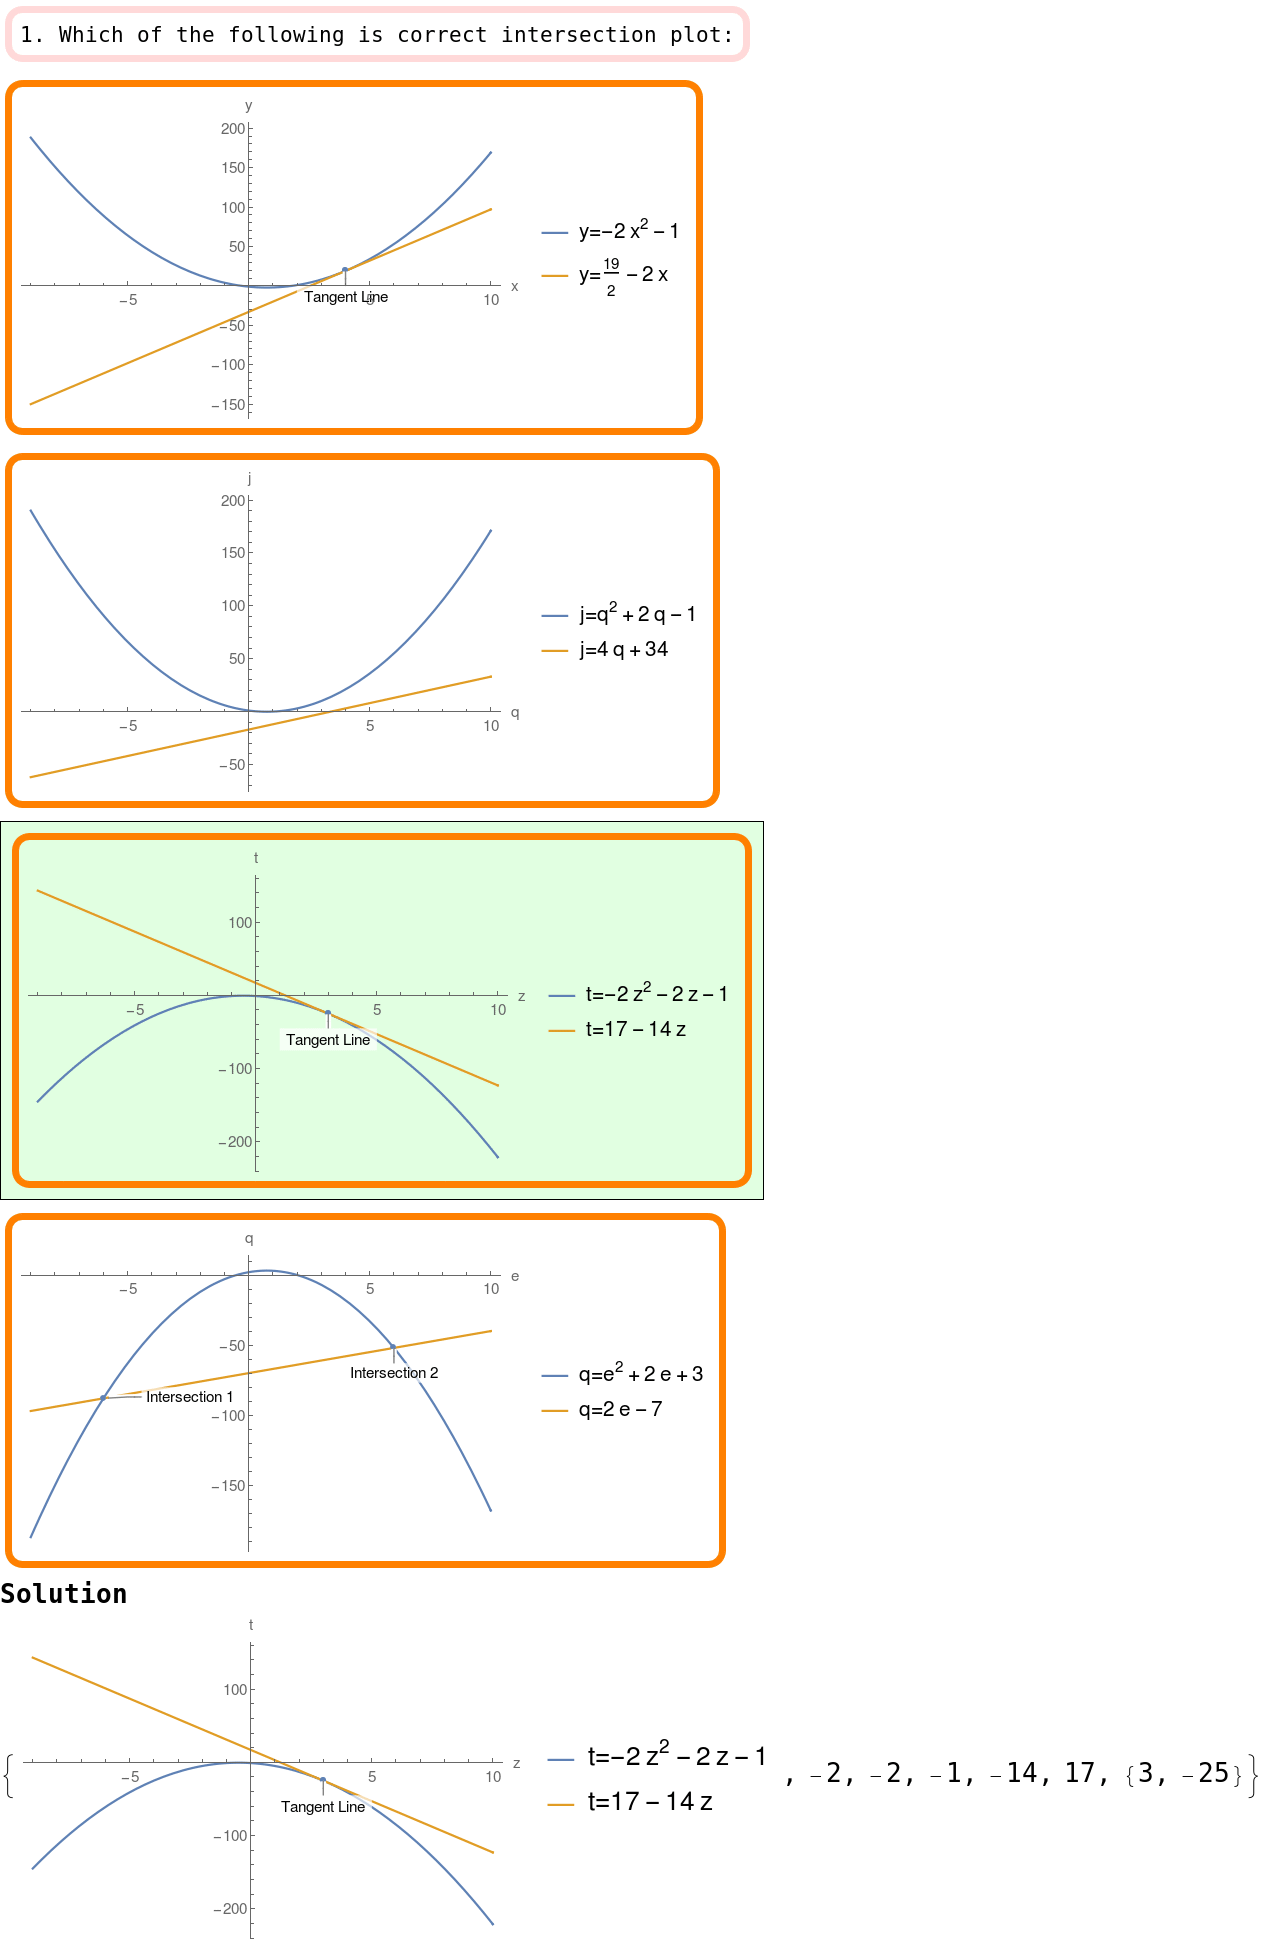 1. Which of the following is correct intersection plot:
y
200
150
100
50
-5
5
10
x
-50
-100
-150
Tangent Line
y=-2 x² - 1
y=19/2 - 2 x
j
200
150
100
50
-5
5
10
q
-50
j=q² + 2 q - 1
j=4 q + 34
t
100
-5
5
10
z
Tangent Line
-100
-200
t=-2 z² - 2 z - 1
t=17 - 14 z
q
-5
5
10
e
-50
Intersection 2
Intersection 1
-100
-150
q=e² + 2 e + 3
q=2 e - 7
Solution
t
100
-5
5
10
z
Tangent Line
-100
-200
t=-2 z² - 2 z - 1
t=17 - 14 z
{ , -2, -2, -1, -14, 17, {3, -25}}